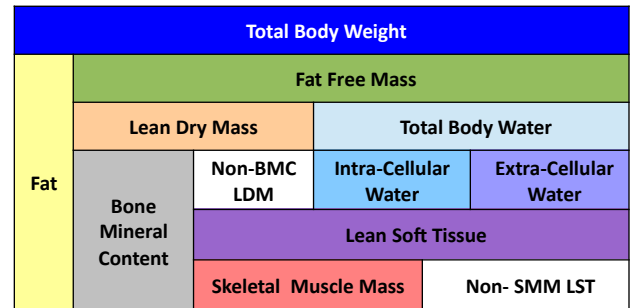 Total Body Weight
Fat Free Mass
Lean Dry Mass
Total Body Water
Fat
Bone
Mineral
Content
Non-BMC
LDM
Intra-Cellular
Water
Extra-Cellular
Water
Lean Soft Tissue
Skeletal Muscle Mass
Non- SMM LST